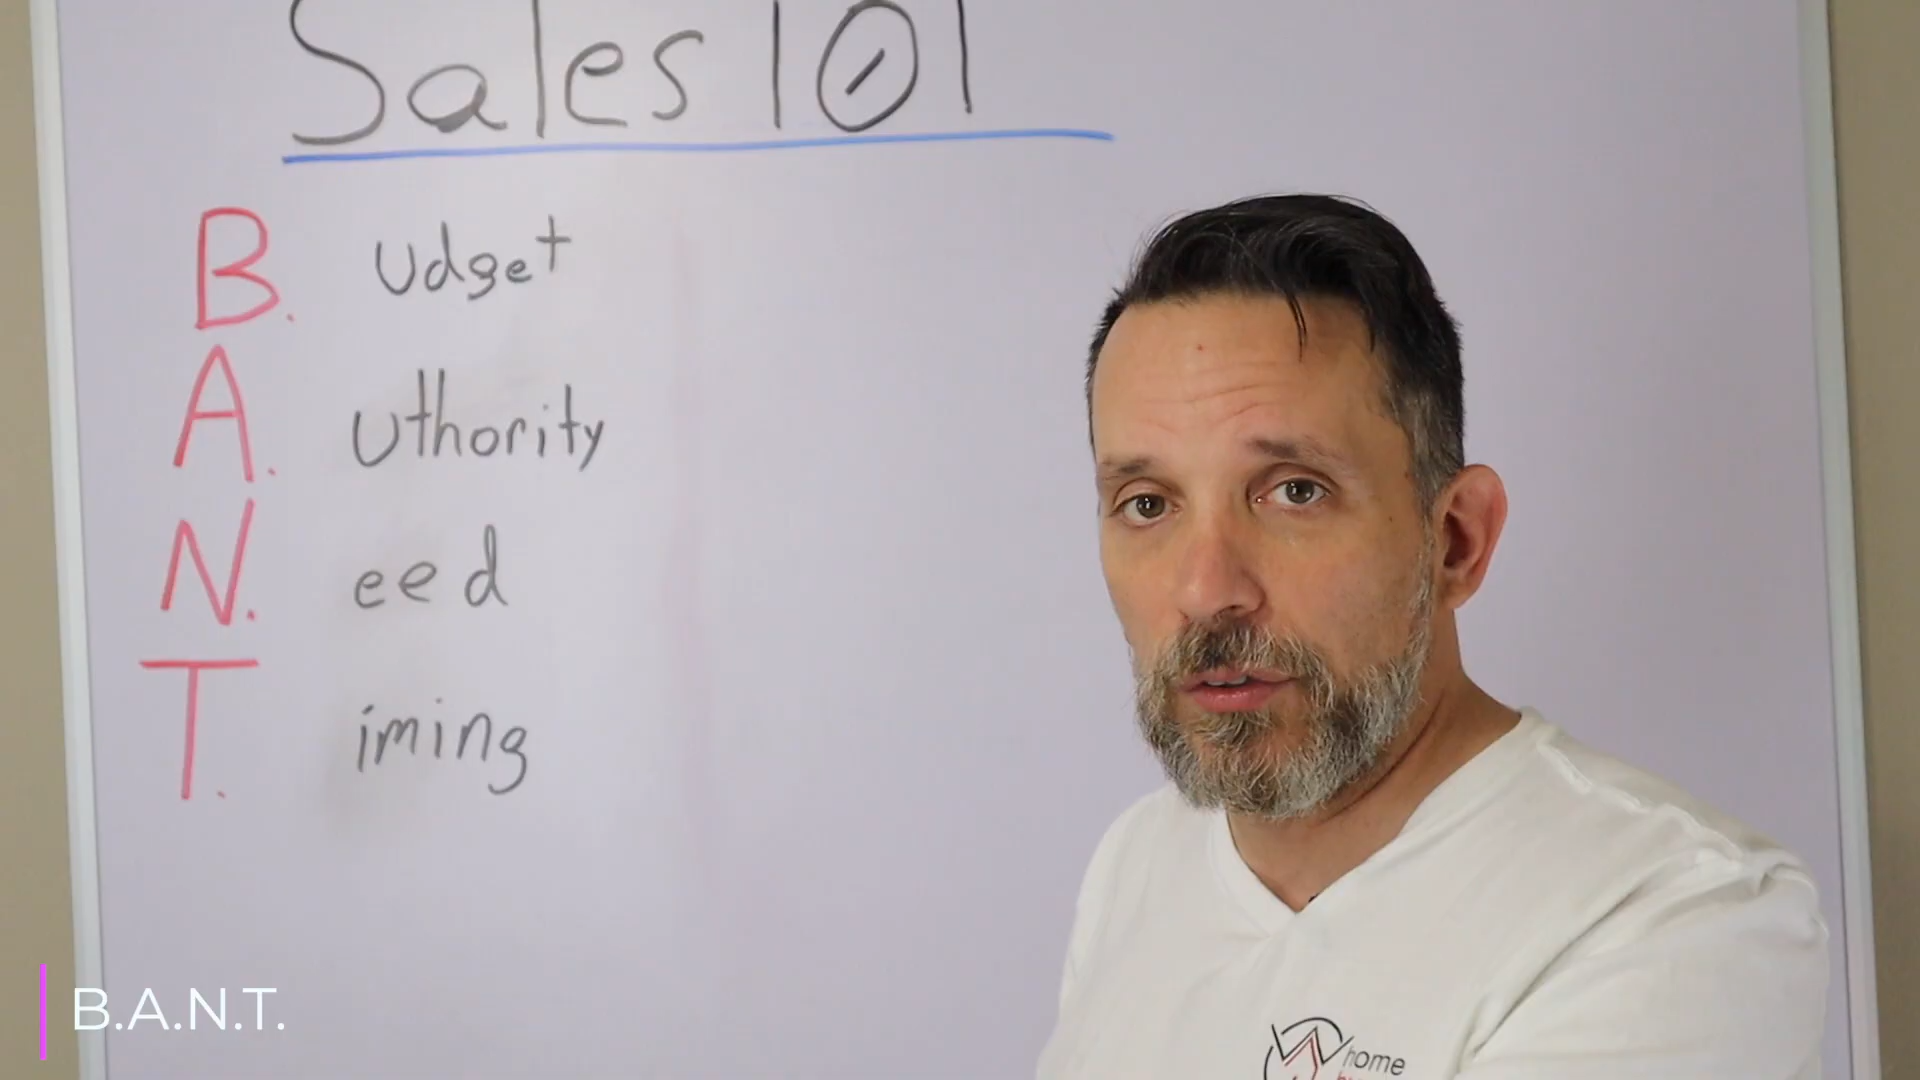 Sales 101
B. udget
A. uthority
N. eed
T. iming
B.A.N.T.
home